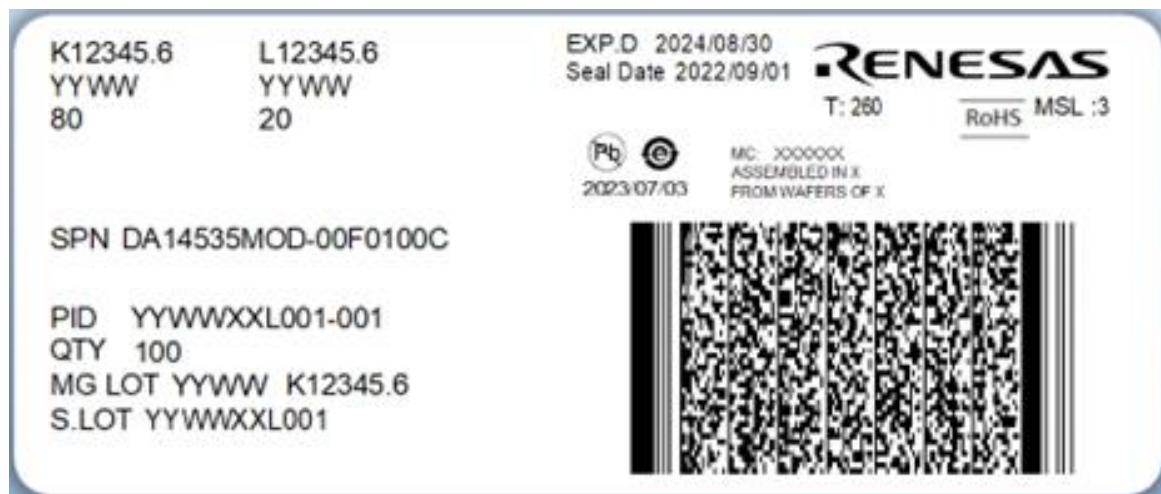 K12345.6 L12345.6
YYWW YYWW
80 20
EXP.D 2024/08/30
Seal Date 2022/09/01
RENESAS
T: 260 RoHS MSL :3
Pb e
2023/07/03
MC: XXXXXX
ASSEMBLED IN X
FROM WAFERS OF X
SPN DA14535MOD-00F0100C
PID YYWWXXL001-001
QTY 100
MG LOT YYWW K12345.6
S.LOT YYWWXXL001